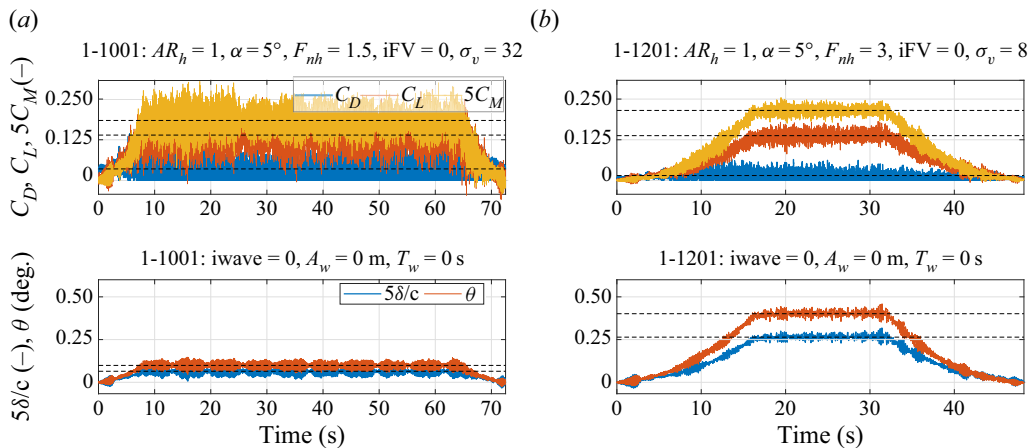 (a)
1-1001: AR_h = 1, α = 5°, F_nh = 1.5, iFV = 0, σ_v = 32
C_D, C_L, 5C_M (–)
0.250
0.125
0
C_D C_L 5C_M
0 10 20 30 40 50 60 70
1-1001: iwave = 0, A_w = 0 m, T_w = 0 s
5δ/c (–), θ (deg.)
0.50
0.25
0
5δ/c θ
0 10 20 30 40 50 60 70
Time (s)
(b)
1-1201: AR_h = 1, α = 5°, F_nh = 3, iFV = 0, σ_v = 8
0.250
0.125
0
0 10 20 30 40
1-1201: iwave = 0, A_w = 0 m, T_w = 0 s
0.50
0.25
0
0 10 20 30 40
Time (s)